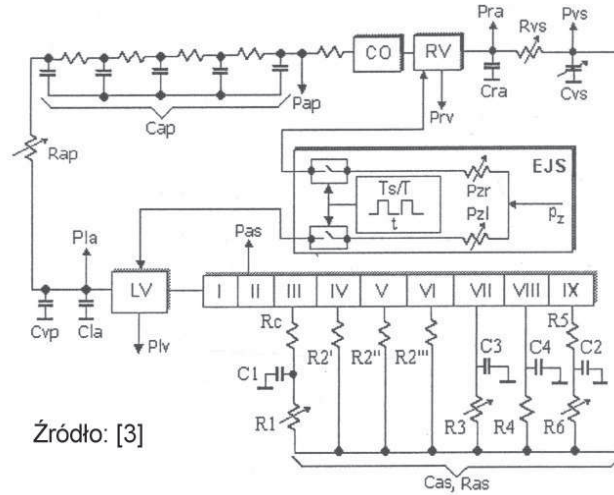 Pra
Rvs
Pvs
CO
RV
Pap
Cra
Cvs
Cap
Prv
Rap
EJS
Ts/T
t
Pzr
Pzl
pz
Pla
Pas
LV
I II III IV V VI VII VIII IX
Cvp
Cla
Plv
Rc
R2'
R2''
R2'''
C3
C4
R5
C2
C1
R1
R3
R4
R6
Źródło: [3]
Cas, Ras